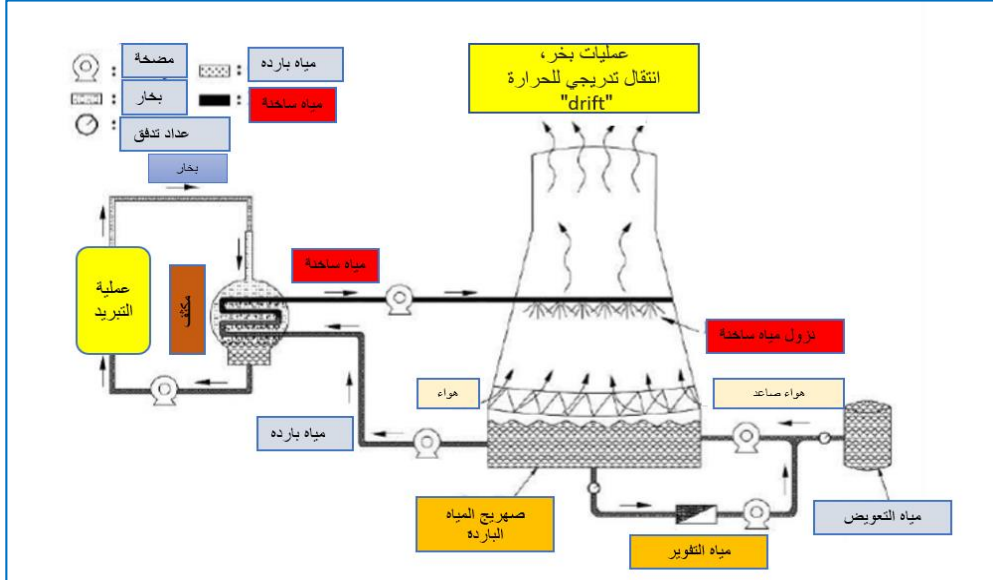 مضخة
:
مياه بارده
:
بخار
:
مياه ساخنة
:
عداد تدفق
:
بخار
عمليات بخر،
انتقال تدريجي للحرارة
"drift"
عملية
التبريد
مكثف
مياه ساخنة
نزول مياه ساخنة
هواء
هواء صاعد
مياه بارده
صهريج المياه
الباردة
مياه التفوير
مياه التعويض